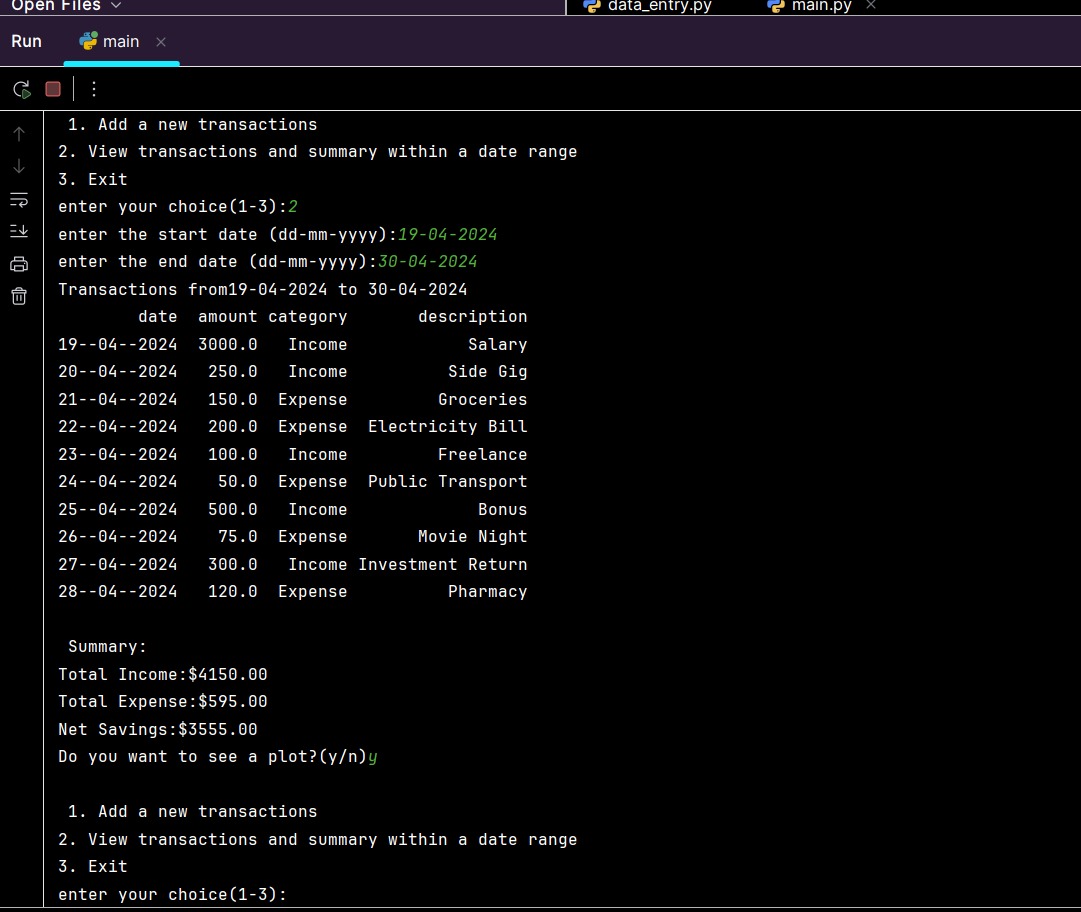 Open Files
data_entry.py
main.py
Run
main
1. Add a new transactions
2. View transactions and summary within a date range
3. Exit
enter your choice(1-3):2
enter the start date (dd-mm-yyyy):19-04-2024
enter the end date (dd-mm-yyyy):30-04-2024
Transactions from19-04-2024 to 30-04-2024
date amount category description
19--04--2024 3000.0 Income Salary
20--04--2024 250.0 Income Side Gig
21--04--2024 150.0 Expense Groceries
22--04--2024 200.0 Expense Electricity Bill
23--04--2024 100.0 Income Freelance
24--04--2024 50.0 Expense Public Transport
25--04--2024 500.0 Income Bonus
26--04--2024 75.0 Expense Movie Night
27--04--2024 300.0 Income Investment Return
28--04--2024 120.0 Expense Pharmacy
Summary:
Total Income:$4150.00
Total Expense:$595.00
Net Savings:$3555.00
Do you want to see a plot?(y/n)y
1. Add a new transactions
2. View transactions and summary within a date range
3. Exit
enter your choice(1-3):